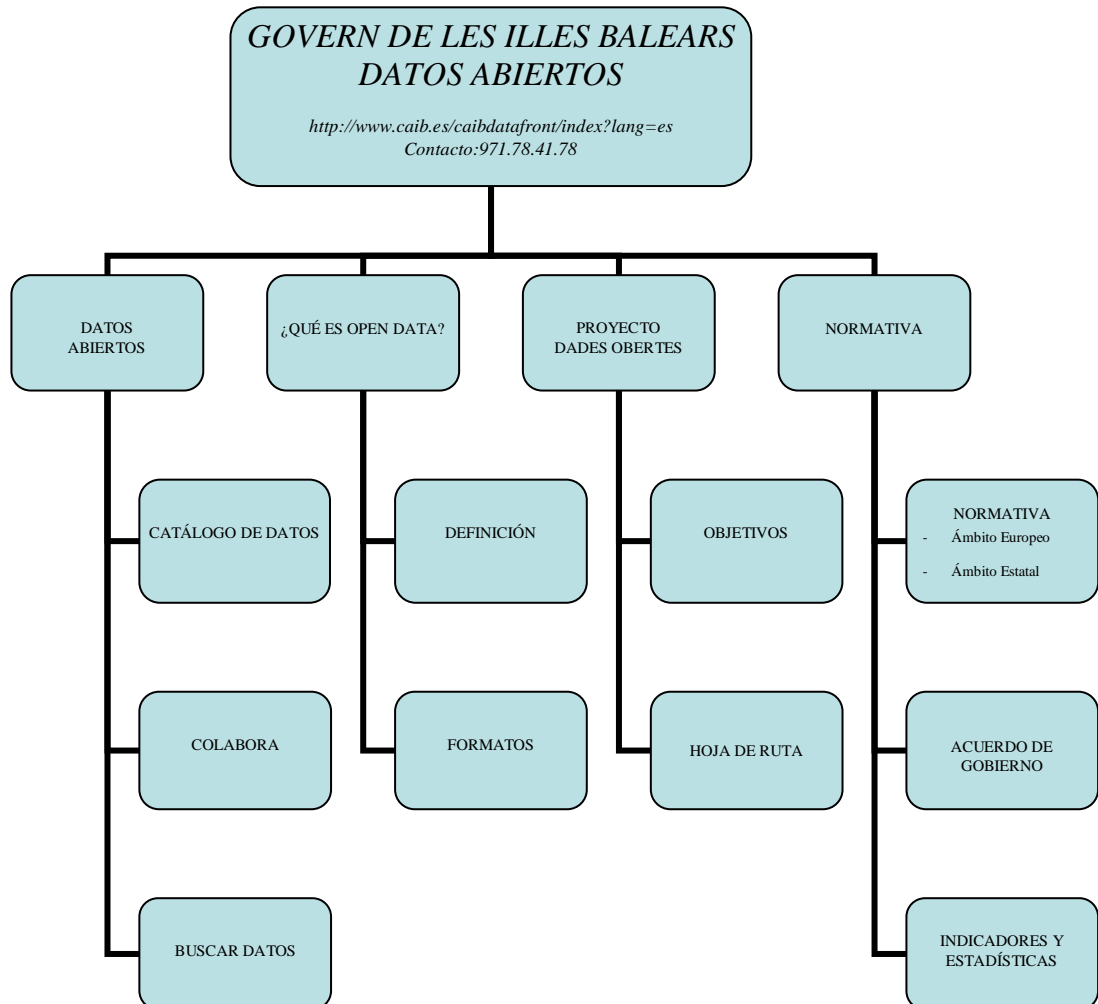 GOVERN DE LES ILLES BALEARS
DATOS ABIERTOS
http://www.caib.es/caibdatafront/index?lang=es
Contacto:971.78.41.78
DATOS
ABIERTOS
¿QUÉ ES OPEN DATA?
PROYECTO
DADES OBERTES
NORMATIVA
CATÁLOGO DE DATOS
DEFINICIÓN
OBJETIVOS
NORMATIVA
- Ámbito Europeo
- Ámbito Estatal
COLABORA
FORMATOS
HOJA DE RUTA
ACUERDO DE
GOBIERNO
BUSCAR DATOS
INDICADORES Y
ESTADÍSTICAS